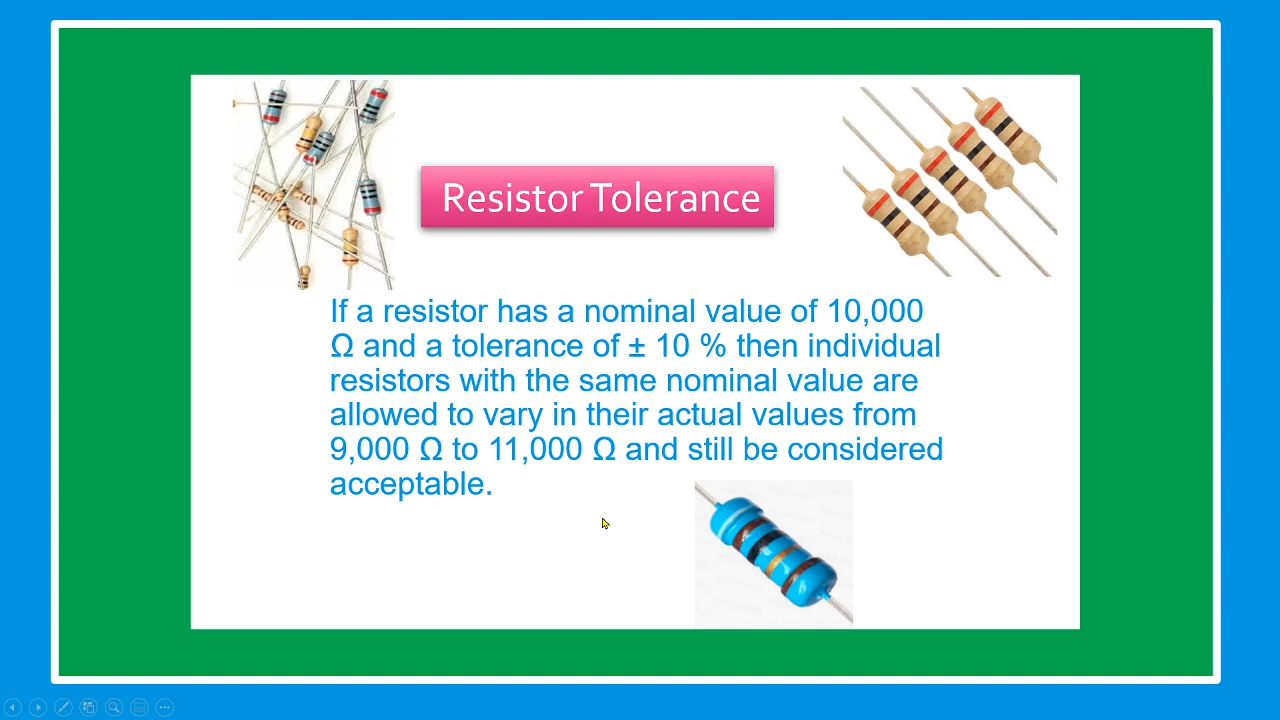 Resistor Tolerance
If a resistor has a nominal value of 10,000
Ω and a tolerance of ± 10 % then individual
resistors with the same nominal value are
allowed to vary in their actual values from
9,000 Ω to 11,000 Ω and still be considered
acceptable.